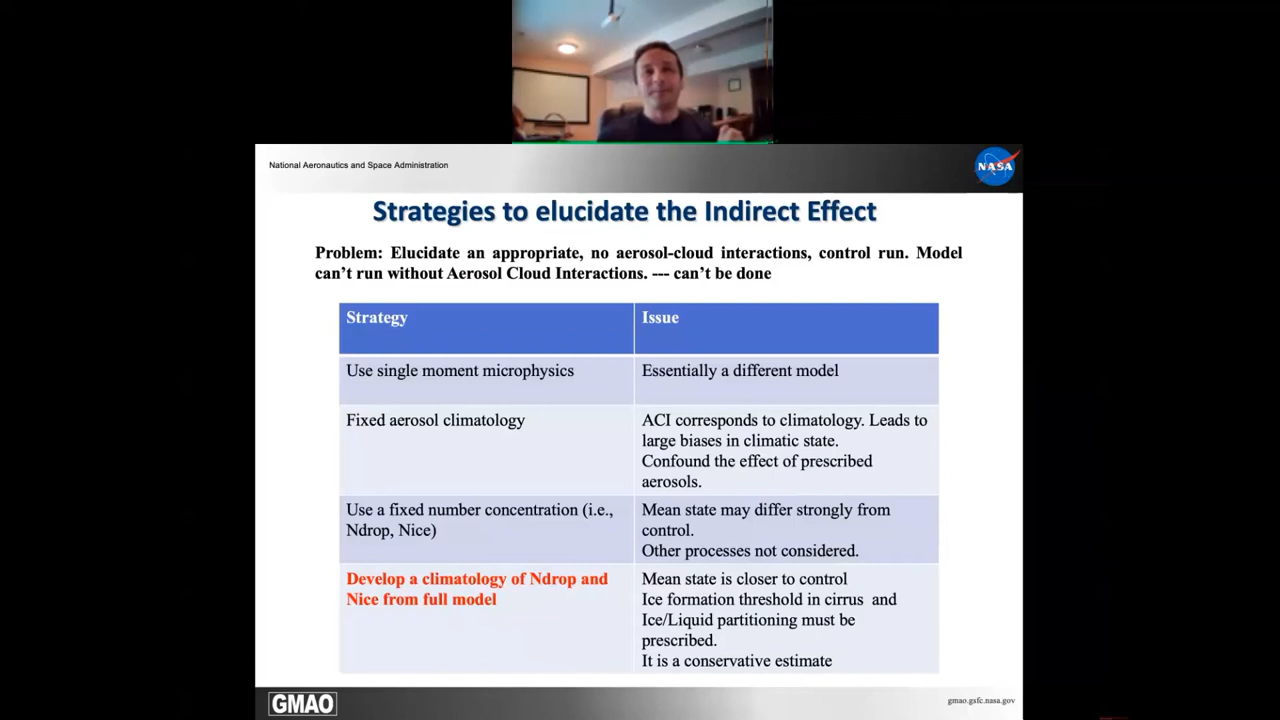 National Aeronautics and Space Administration
NASA
Strategies to elucidate the Indirect Effect
Problem: Elucidate an appropriate, no aerosol-cloud interactions, control run. Model
can't run without Aerosol Cloud Interactions. --- can't be done
Strategy
Issue
Use single moment microphysics
Essentially a different model
Fixed aerosol climatology
ACI corresponds to climatology. Leads to
large biases in climatic state.
Confound the effect of prescribed
aerosols.
Use a fixed number concentration (i.e.,
Ndrop, Nice)
Mean state may differ strongly from
control.
Other processes not considered.
Develop a climatology of Ndrop and
Nice from full model
Mean state is closer to control
Ice formation threshold in cirrus and
Ice/Liquid partitioning must be
prescribed.
It is a conservative estimate
GMAO
gmao.gsfc.nasa.gov